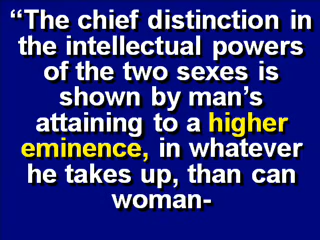 “The chief distinction in
the intellectual powers
of the two sexes is
shown by man’s
attaining to a higher
eminence, in whatever
he takes up, than can
woman-